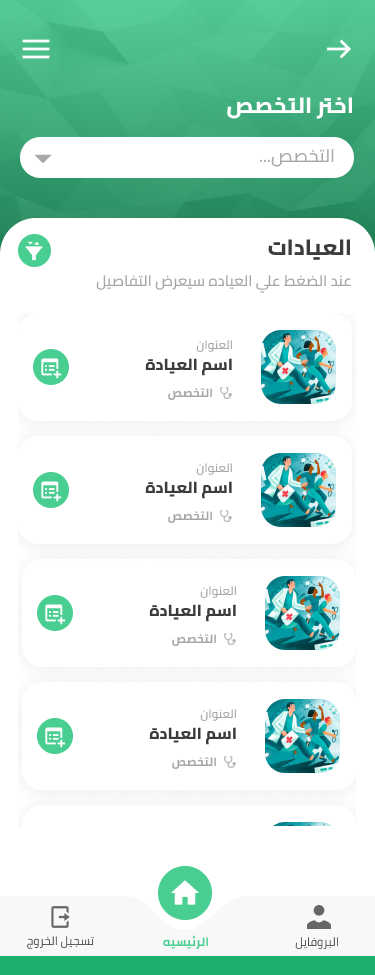 اختر التخصص
التخصص...
العيادات
عند الضغط علي العياده سيعرض التفاصيل
العنوان
اسم العيادة
التخصص
العنوان
اسم العيادة
التخصص
العنوان
اسم العيادة
التخصص
العنوان
اسم العيادة
التخصص
البروفايل
الرئيسيه
تسجيل الخروج